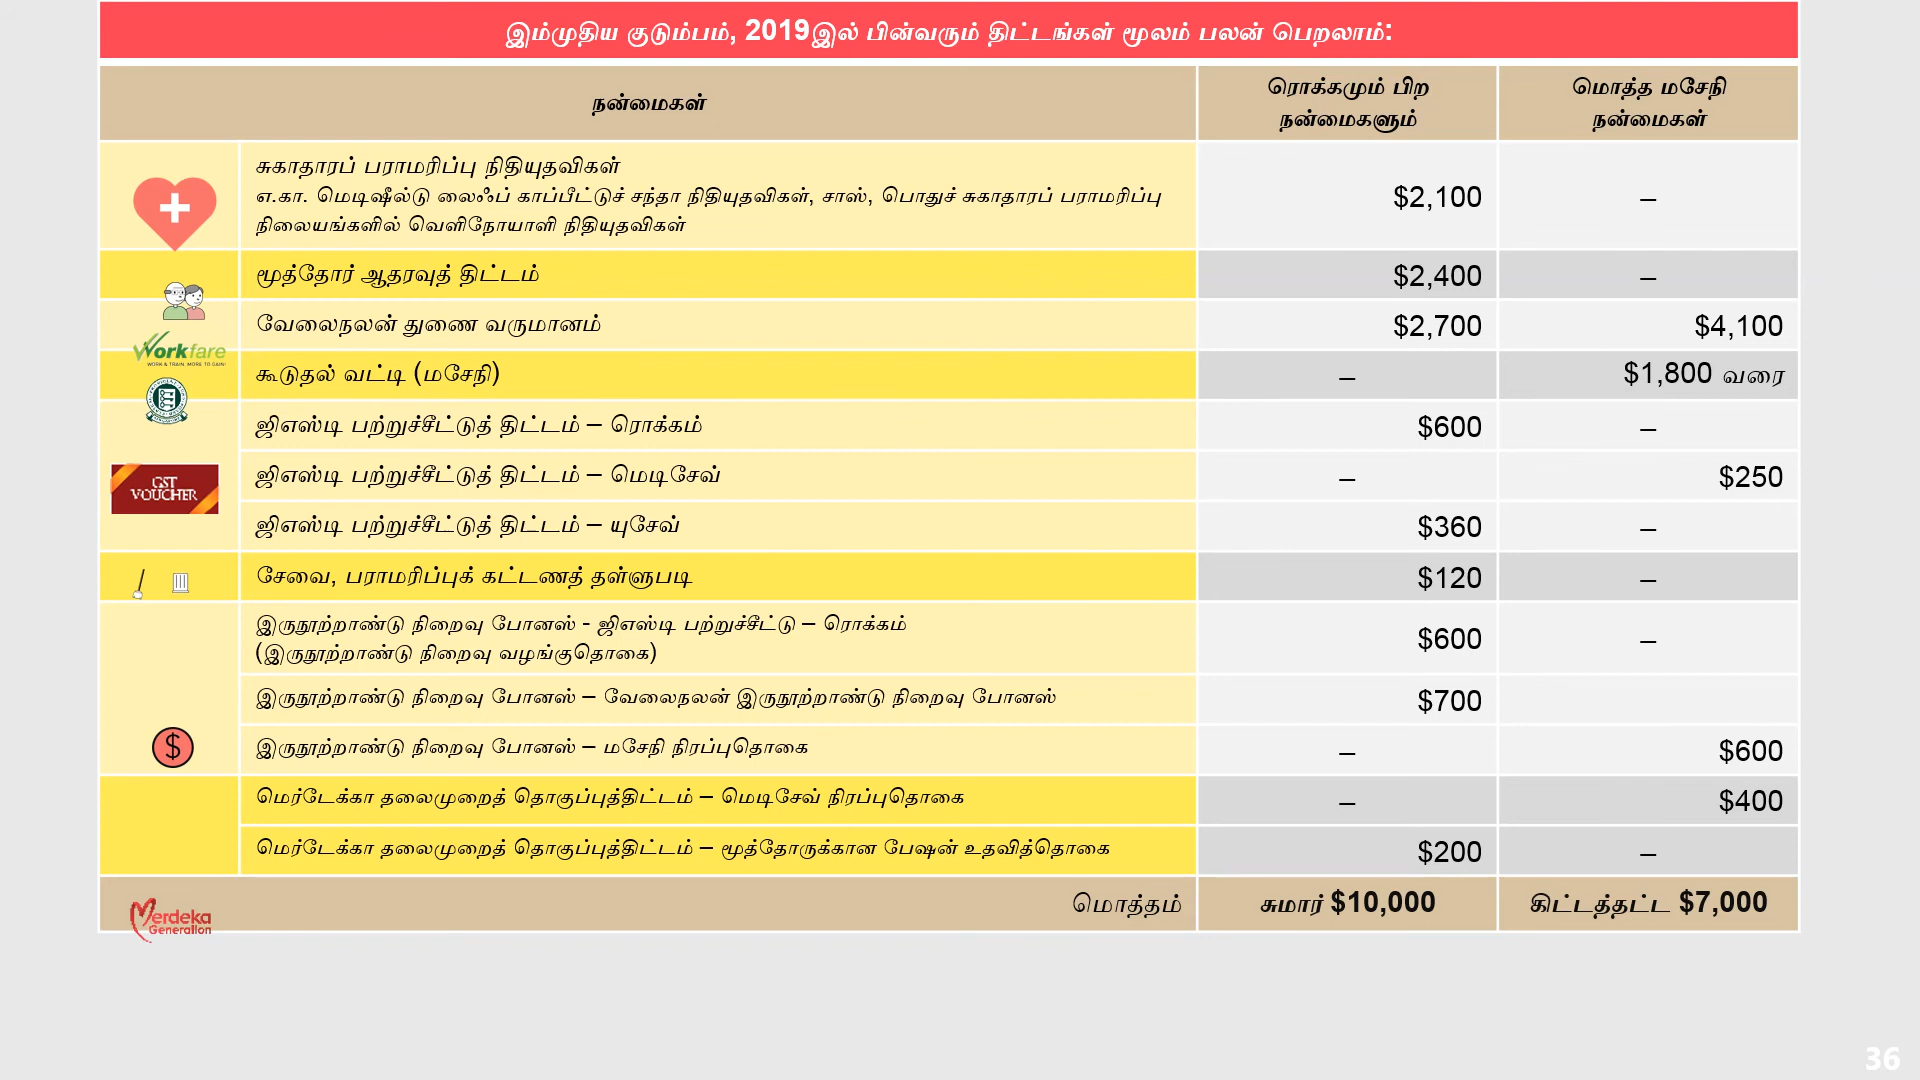 இம்முதிய குடும்பம், 2019இல் பின்வரும் திட்டங்கள் மூலம் பலன் பெறலாம்:
நன்மைகள்
ரொக்கமும் பிற
நன்மைகளும்
மொத்த மசேநி
நன்மைகள்
சுகாதாரப் பராமரிப்பு நிதியுதவிகள்
எ.கா. மெடிஷீல்டு லைஃப் காப்பீட்டுச் சந்தா நிதியுதவிகள், சாஸ், பொதுச் சுகாதாரப் பராமரிப்பு
நிலையங்களில் வெளிநோயாளி நிதியுதவிகள்
$2,100
–
மூத்தோர் ஆதரவுத் திட்டம்
$2,400
–
Workfare
WORK & TRAIN. MORE TO GAIN!
வேலைநலன் துணை வருமானம்
$2,700
$4,100
கூடுதல் வட்டி (மசேநி)
–
$1,800 வரை
GST
VOUCHER
ஜிஎஸ்டி பற்றுச்சீட்டுத் திட்டம் – ரொக்கம்
$600
–
ஜிஎஸ்டி பற்றுச்சீட்டுத் திட்டம் – மெடிசேவ்
–
$250
ஜிஎஸ்டி பற்றுச்சீட்டுத் திட்டம் – யுசேவ்
$360
–
சேவை, பராமரிப்புக் கட்டணத் தள்ளுபடி
$120
–
$
இருநூற்றாண்டு நிறைவு போனஸ் - ஜிஎஸ்டி பற்றுச்சீட்டு – ரொக்கம்
(இருநூற்றாண்டு நிறைவு வழங்குதொகை)
$600
–
இருநூற்றாண்டு நிறைவு போனஸ் – வேலைநலன் இருநூற்றாண்டு நிறைவு போனஸ்
$700
இருநூற்றாண்டு நிறைவு போனஸ் – மசேநி நிரப்புதொகை
–
$600
மெர்டேக்கா தலைமுறைத் தொகுப்புத்திட்டம் – மெடிசேவ் நிரப்புதொகை
–
$400
மெர்டேக்கா தலைமுறைத் தொகுப்புத்திட்டம் – மூத்தோருக்கான பேஷன் உதவித்தொகை
$200
–
Merdeka
Generation
மொத்தம்
சுமார் $10,000
கிட்டத்தட்ட $7,000
36